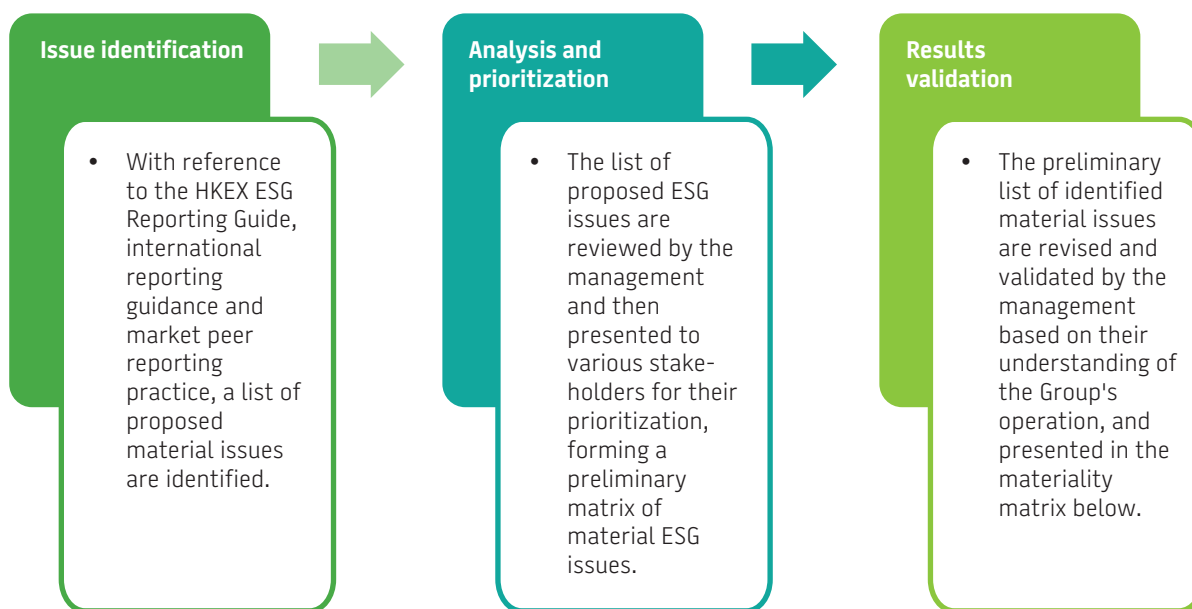 Issue identification
• With reference
to the HKEX ESG
Reporting Guide,
international
reporting
guidance and
market peer
reporting
practice, a list of
proposed
material issues
are identified.
Analysis and
prioritization
• The list of
proposed ESG
issues are
reviewed by the
management
and then
presented to
various stake-
holders for their
prioritization,
forming a
preliminary
matrix of
material ESG
issues.
Results
validation
• The preliminary
list of identified
material issues
are revised and
validated by the
management
based on their
understanding of
the Group's
operation, and
presented in the
materiality
matrix below.